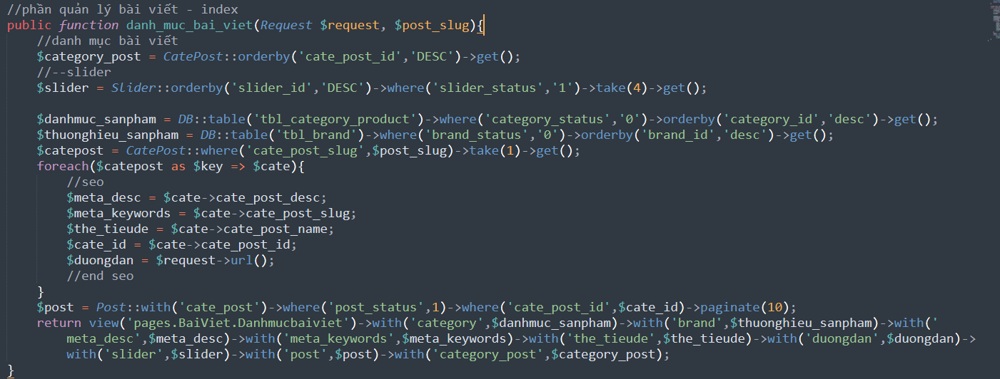 //phần quản lý bài viết - index
public function danh_muc_bai_viet(Request $request, $post_slug){
//danh mục bài viết
$category_post = CatePost::orderby('cate_post_id','DESC')->get();
//--slider
$slider = Slider::orderby('slider_id','DESC')->where('slider_status','1')->take(4)->get();
$danhmuc_sanpham = DB::table('tbl_category_product')->where('category_status','0')->orderby('category_id','desc')->get();
$thuonghieu_sanpham = DB::table('tbl_brand')->where('brand_status','0')->orderby('brand_id','desc')->get();
$catepost = CatePost::where('cate_post_slug',$post_slug)->take(1)->get();
foreach($catepost as $key => $cate){
//seo
$meta_desc = $cate->cate_post_desc;
$meta_keywords = $cate->cate_post_slug;
$the_tieude = $cate->cate_post_name;
$cate_id = $cate->cate_post_id;
$duongdan = $request->url();
//end seo
}
$post = Post::with('cate_post')->where('post_status',1)->where('cate_post_id',$cate_id)->paginate(10);
return view('pages.BaiViet.Danhmucbaiviet')->with('category',$danhmuc_sanpham)->with('brand',$thuonghieu_sanpham)->with('
meta_desc',$meta_desc)->with('meta_keywords',$meta_keywords)->with('the_tieude',$the_tieude)->with('duongdan',$duongdan)->
with('slider',$slider)->with('post',$post)->with('category_post',$category_post);
}